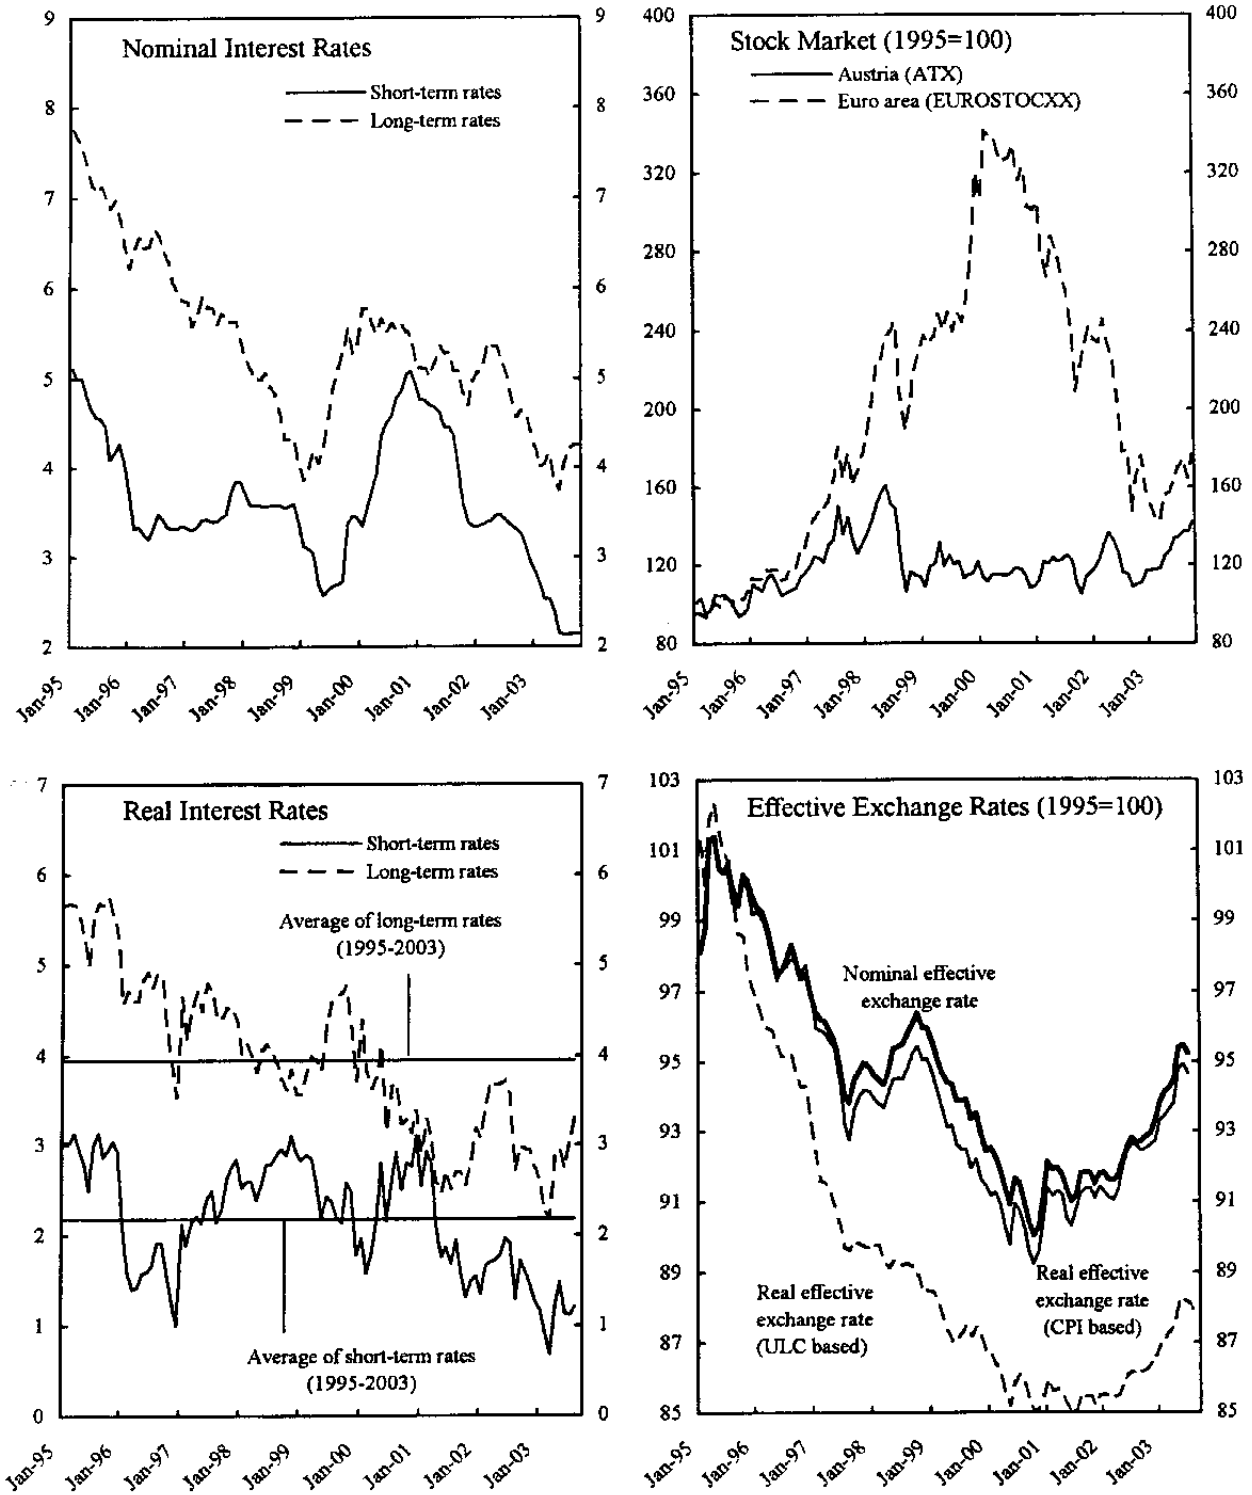 Nominal Interest Rates
Short-term rates
Long-term rates
9
8
7
6
5
4
3
2
9
8
7
6
5
4
3
2
Jan-95
Jan-96
Jan-97
Jan-98
Jan-99
Jan-00
Jan-01
Jan-02
Jan-03
Stock Market (1995=100)
Austria (ATX)
Euro area (EUROSTOCXX)
400
360
320
280
240
200
160
120
80
400
360
320
280
240
200
160
120
80
Jan-95
Jan-96
Jan-97
Jan-98
Jan-99
Jan-00
Jan-01
Jan-02
Jan-03
Real Interest Rates
Short-term rates
Long-term rates
Average of long-term rates
(1995-2003)
Average of short-term rates
(1995-2003)
7
6
5
4
3
2
1
0
7
6
5
4
3
2
1
0
Jan-95
Jan-96
Jan-97
Jan-98
Jan-99
Jan-00
Jan-01
Jan-02
Jan-03
Effective Exchange Rates (1995=100)
Nominal effective
exchange rate
Real effective
exchange rate
(ULC based)
Real effective
exchange rate
(CPI based)
103
101
99
97
95
93
91
89
87
85
103
101
99
97
95
93
91
89
87
85
Jan-95
Jan-96
Jan-97
Jan-98
Jan-99
Jan-00
Jan-01
Jan-02
Jan-03